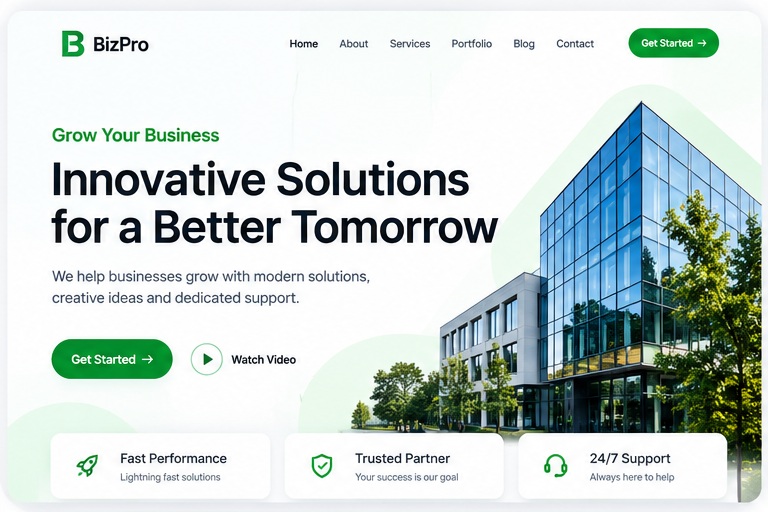 BizPro
Home About Services Portfolio Blog Contact Get Started →
Grow Your Business
Innovative Solutions
for a Better Tomorrow
We help businesses grow with modern solutions,
creative ideas and dedicated support.
Get Started → Watch Video
Fast Performance
Lightning fast solutions
Trusted Partner
Your success is our goal
24/7 Support
Always here to help